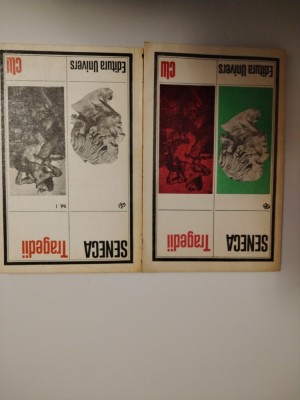 SENECA Tragedii
Editura Univers clu
SENECA Tragedii
Vol. I
Editura Univers clu